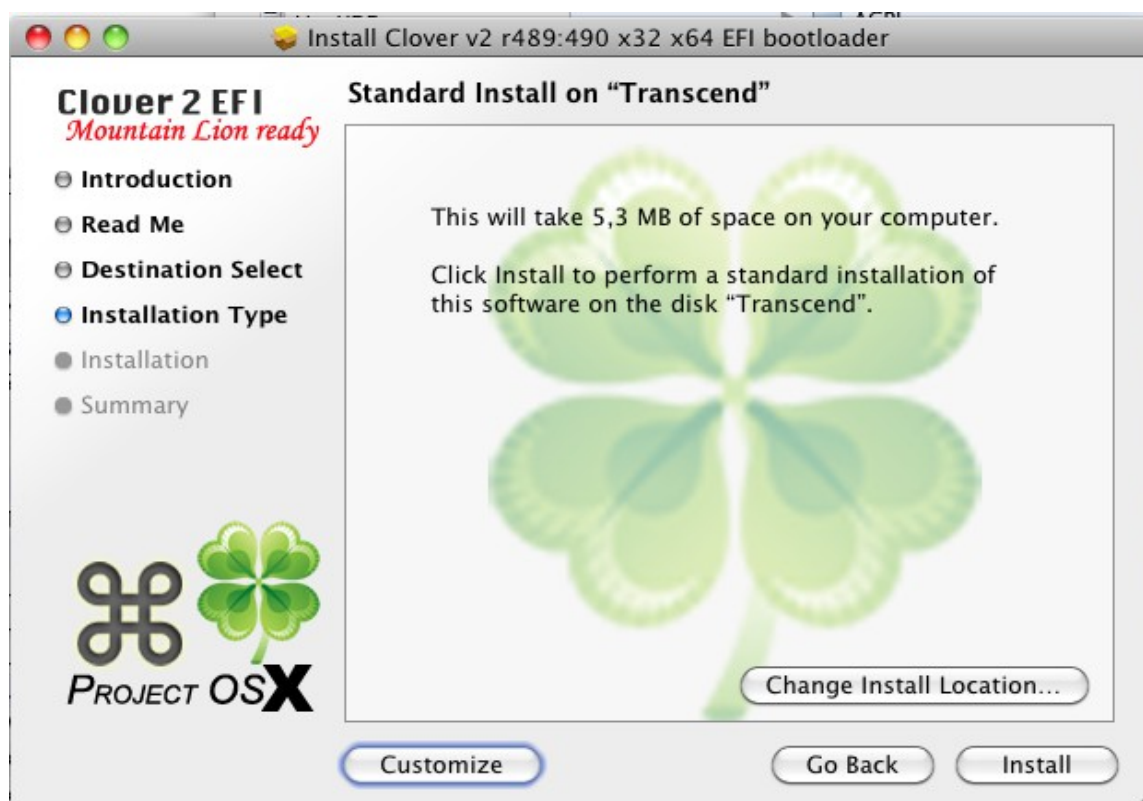 Install Clover v2 r489:490 x32 x64 EFI bootloader
Clover 2 EFI
Mountain Lion ready
Introduction
Read Me
Destination Select
Installation Type
Installation
Summary
PROJECT OSX
Standard Install on “Transcend”
This will take 5,3 MB of space on your computer.
Click Install to perform a standard installation of
this software on the disk “Transcend”.
Change Install Location...
Customize
Go Back
Install